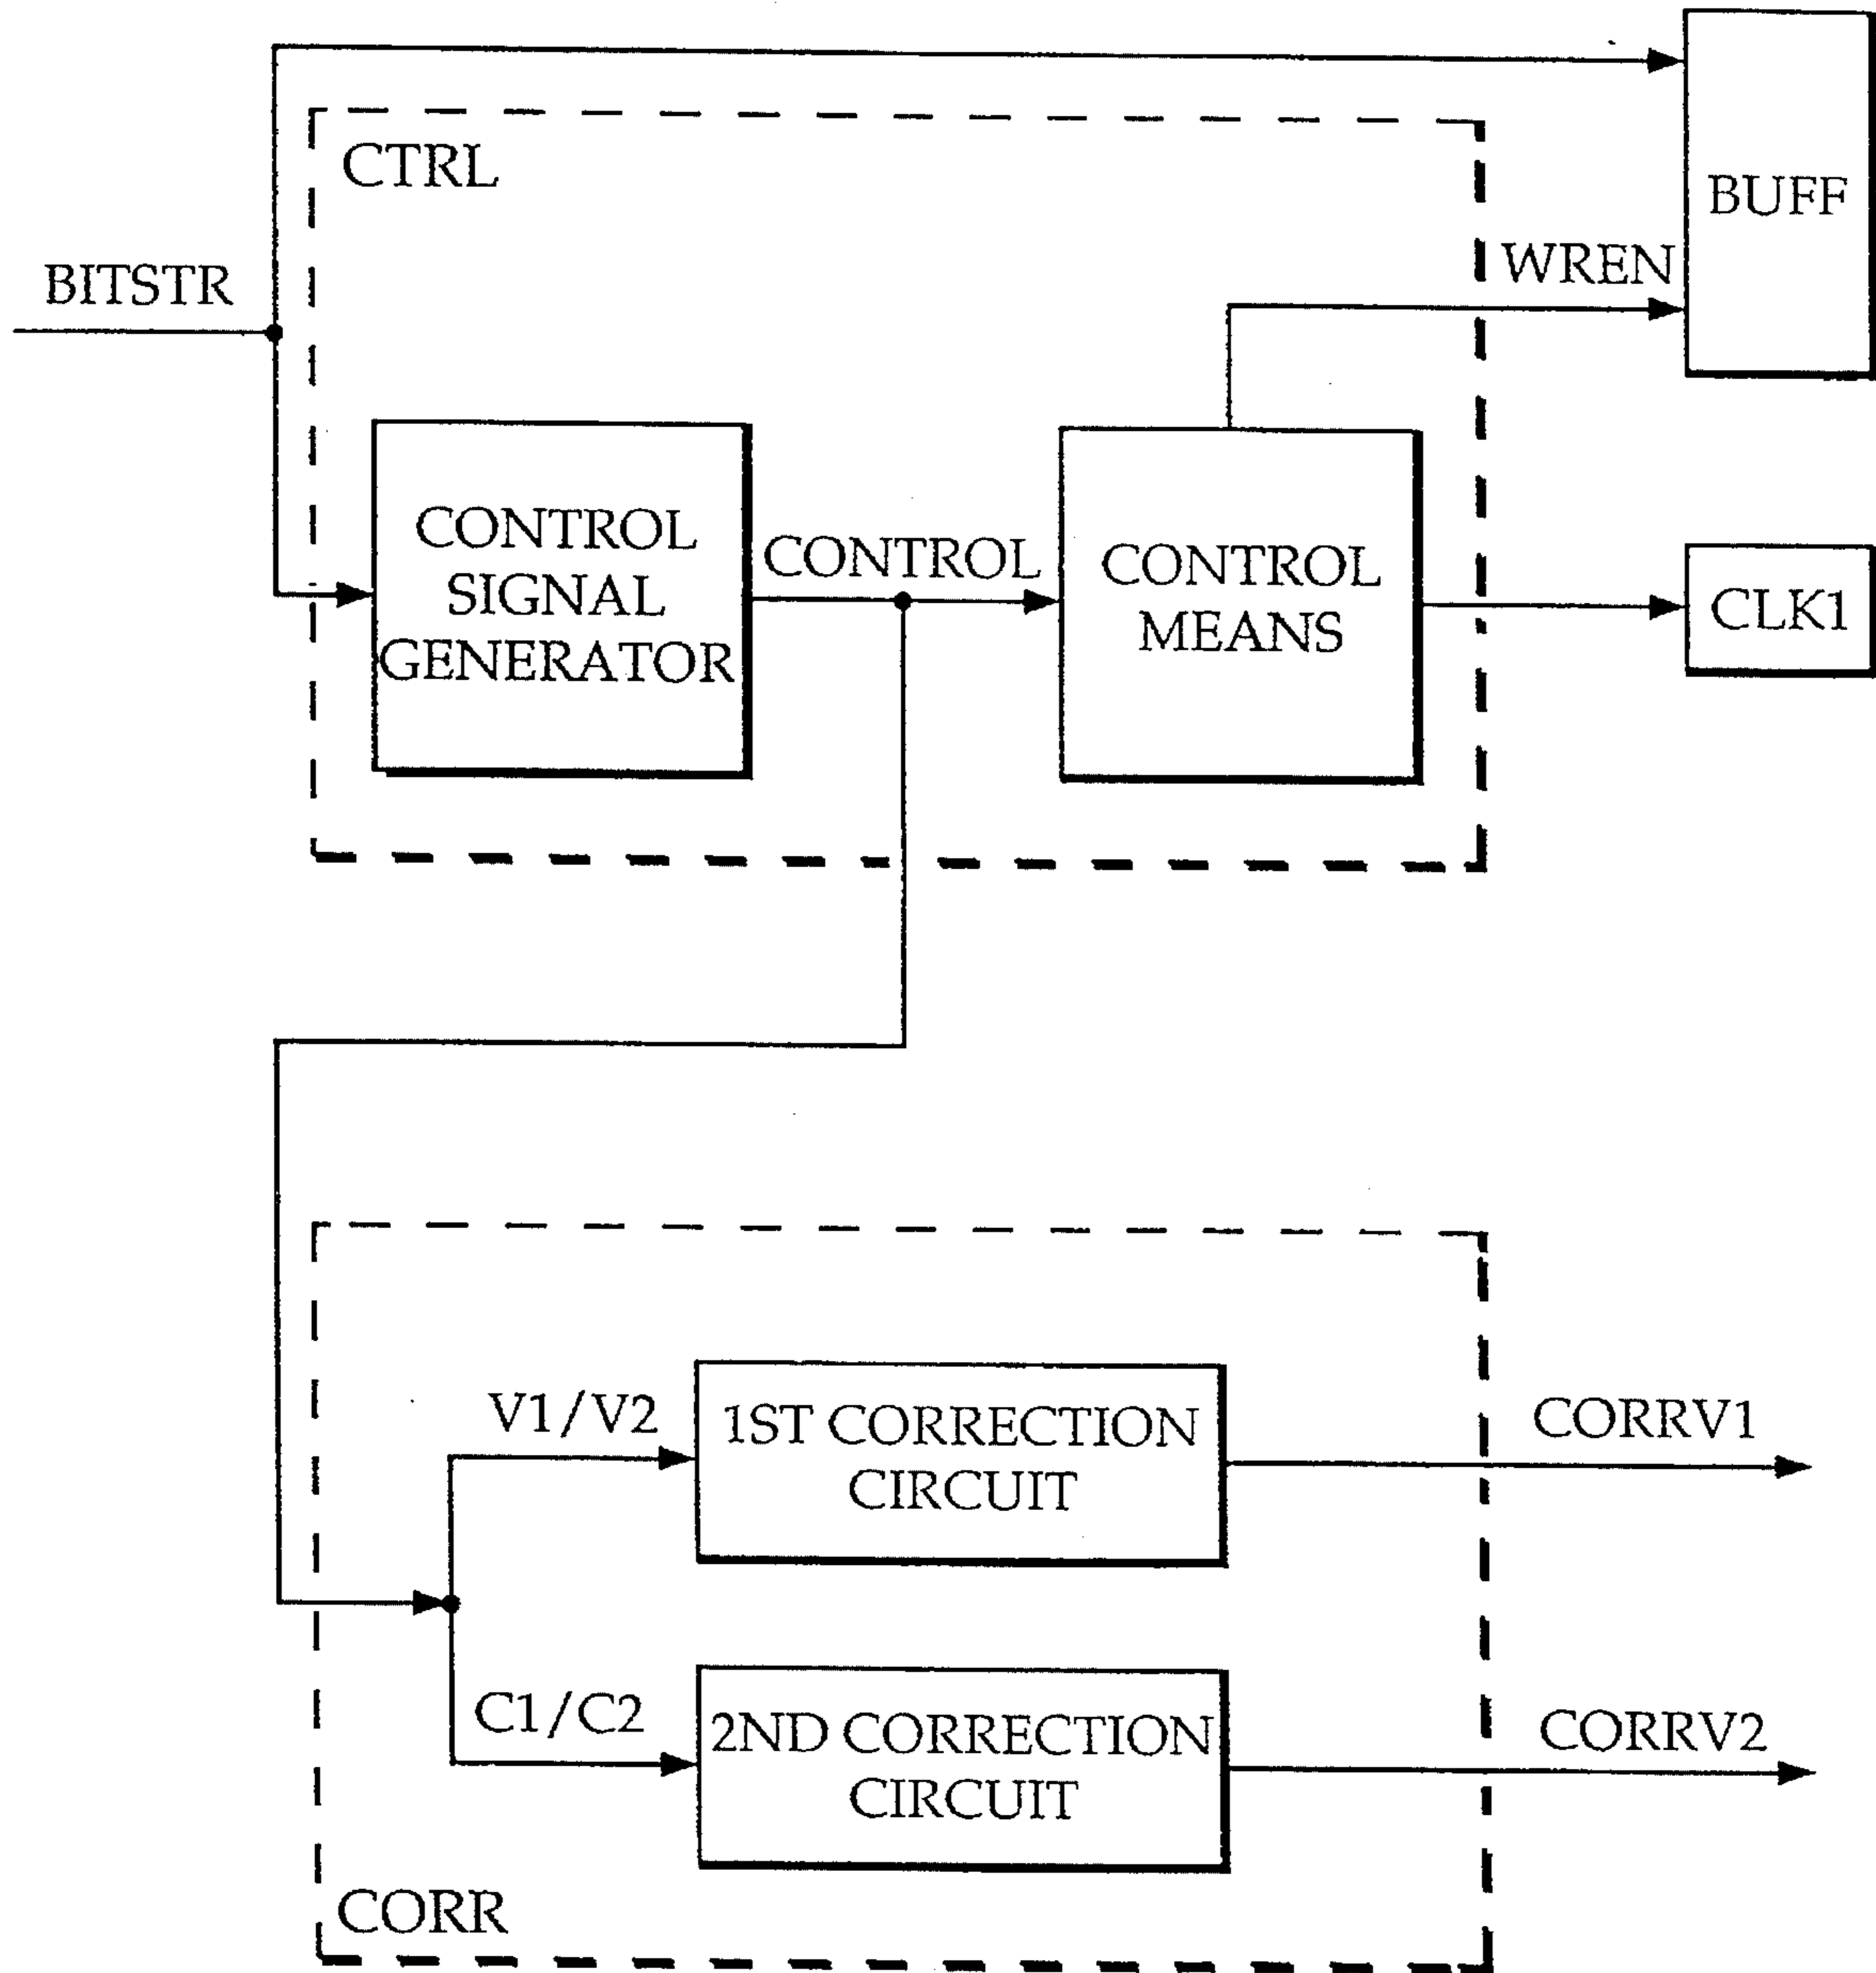 BUFF
CTRL
BITSTR
WREN
CONTROL
SIGNAL
GENERATOR
CONTROL
CONTROL
MEANS
CLK1
V1/V2
1ST CORRECTION
CIRCUIT
CORRV1
C1/C2
2ND CORRECTION
CIRCUIT
CORRV2
CORR